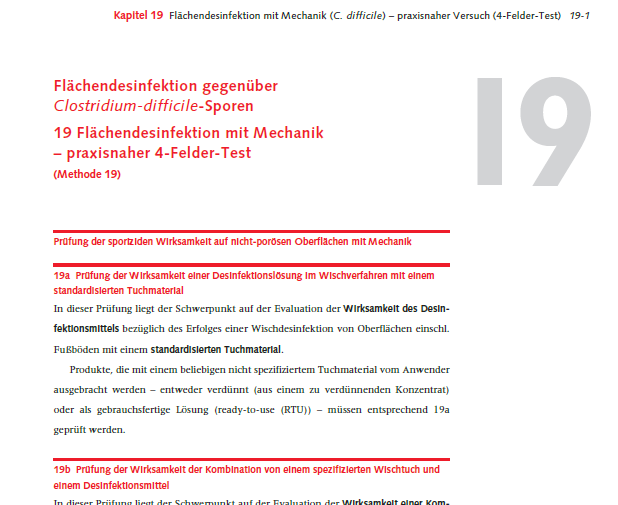 Kapitel 19 Flächendesinfektion mit Mechanik (C. difficile) – praxisnaher Versuch (4-Felder-Test) 19-1
19
Flächendesinfektion gegenüber
Clostridium-difficile-Sporen
19 Flächendesinfektion mit Mechanik
– praxisnaher 4-Felder-Test
(Methode 19)
Prüfung der sporiziden Wirksamkeit auf nicht-porösen Oberflächen mit Mechanik
19a Prüfung der Wirksamkeit einer Desinfektionslösung im Wischverfahren mit einem
standardisierten Tuchmaterial
In dieser Prüfung liegt der Schwerpunkt auf der Evaluation der Wirksamkeit des Desin-
fektionsmittels bezüglich des Erfolges einer Wischdesinfektion von Oberflächen einschl.
Fußböden mit einem standardisierten Tuchmaterial.
Produkte, die mit einem beliebigen nicht spezifiziertem Tuchmaterial vom Anwender
ausgebracht werden – entweder verdünnt (aus einem zu verdünnenden Konzentrat)
oder als gebrauchsfertige Lösung (ready-to-use (RTU)) – müssen entsprechend 19a
geprüft werden.
19b Prüfung der Wirksamkeit der Kombination von einem spezifizierten Wischtuch und
einem Desinfektionsmittel
In dieser Prüfung liegt der Schwerpunkt auf der Evaluation der Wirksamkeit einer Kom-